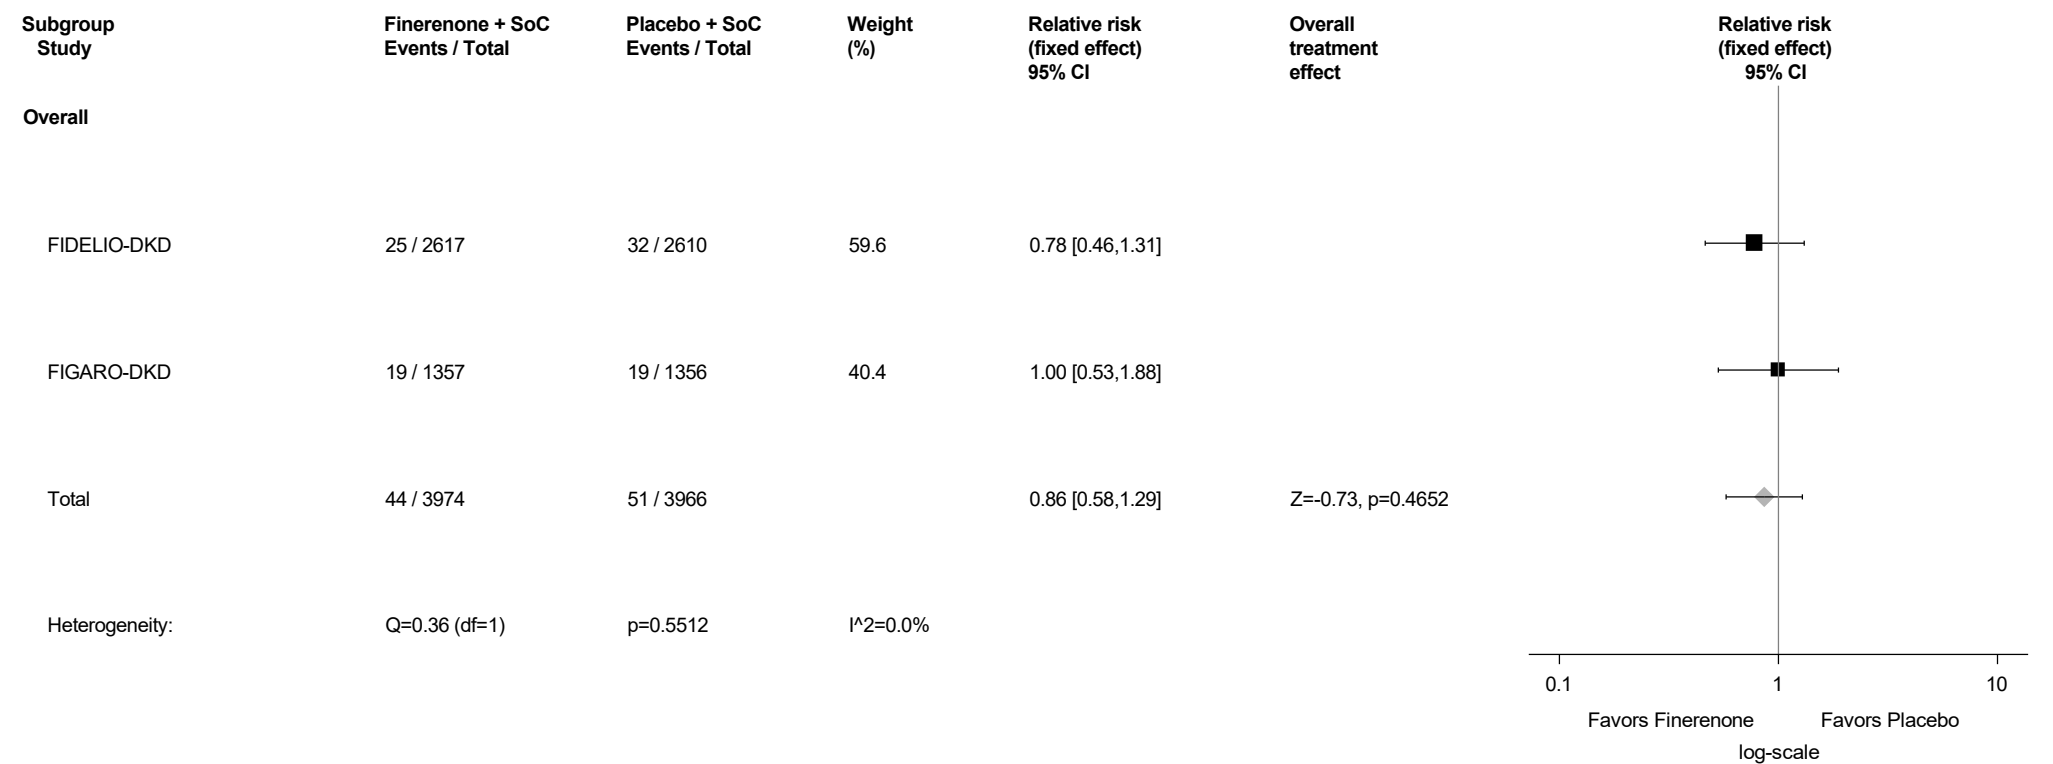 Subgroup Finerenone + SoC Placebo + SoC Weight Relative risk Overall Relative risk
Study Events / Total Events / Total (%) (fixed effect) treatment (fixed effect)
95% CI effect 95% CI
Overall
FIDELIO-DKD 25 / 2617 32 / 2610 59.6 0.78 [0.46,1.31]
FIGARO-DKD 19 / 1357 19 / 1356 40.4 1.00 [0.53,1.88]
Total 44 / 3974 51 / 3966 0.86 [0.58,1.29] Z=-0.73, p=0.4652
Heterogeneity: Q=0.36 (df=1) p=0.5512 I^2=0.0%
0.1 1 10
Favors Finerenone Favors Placebo
log-scale